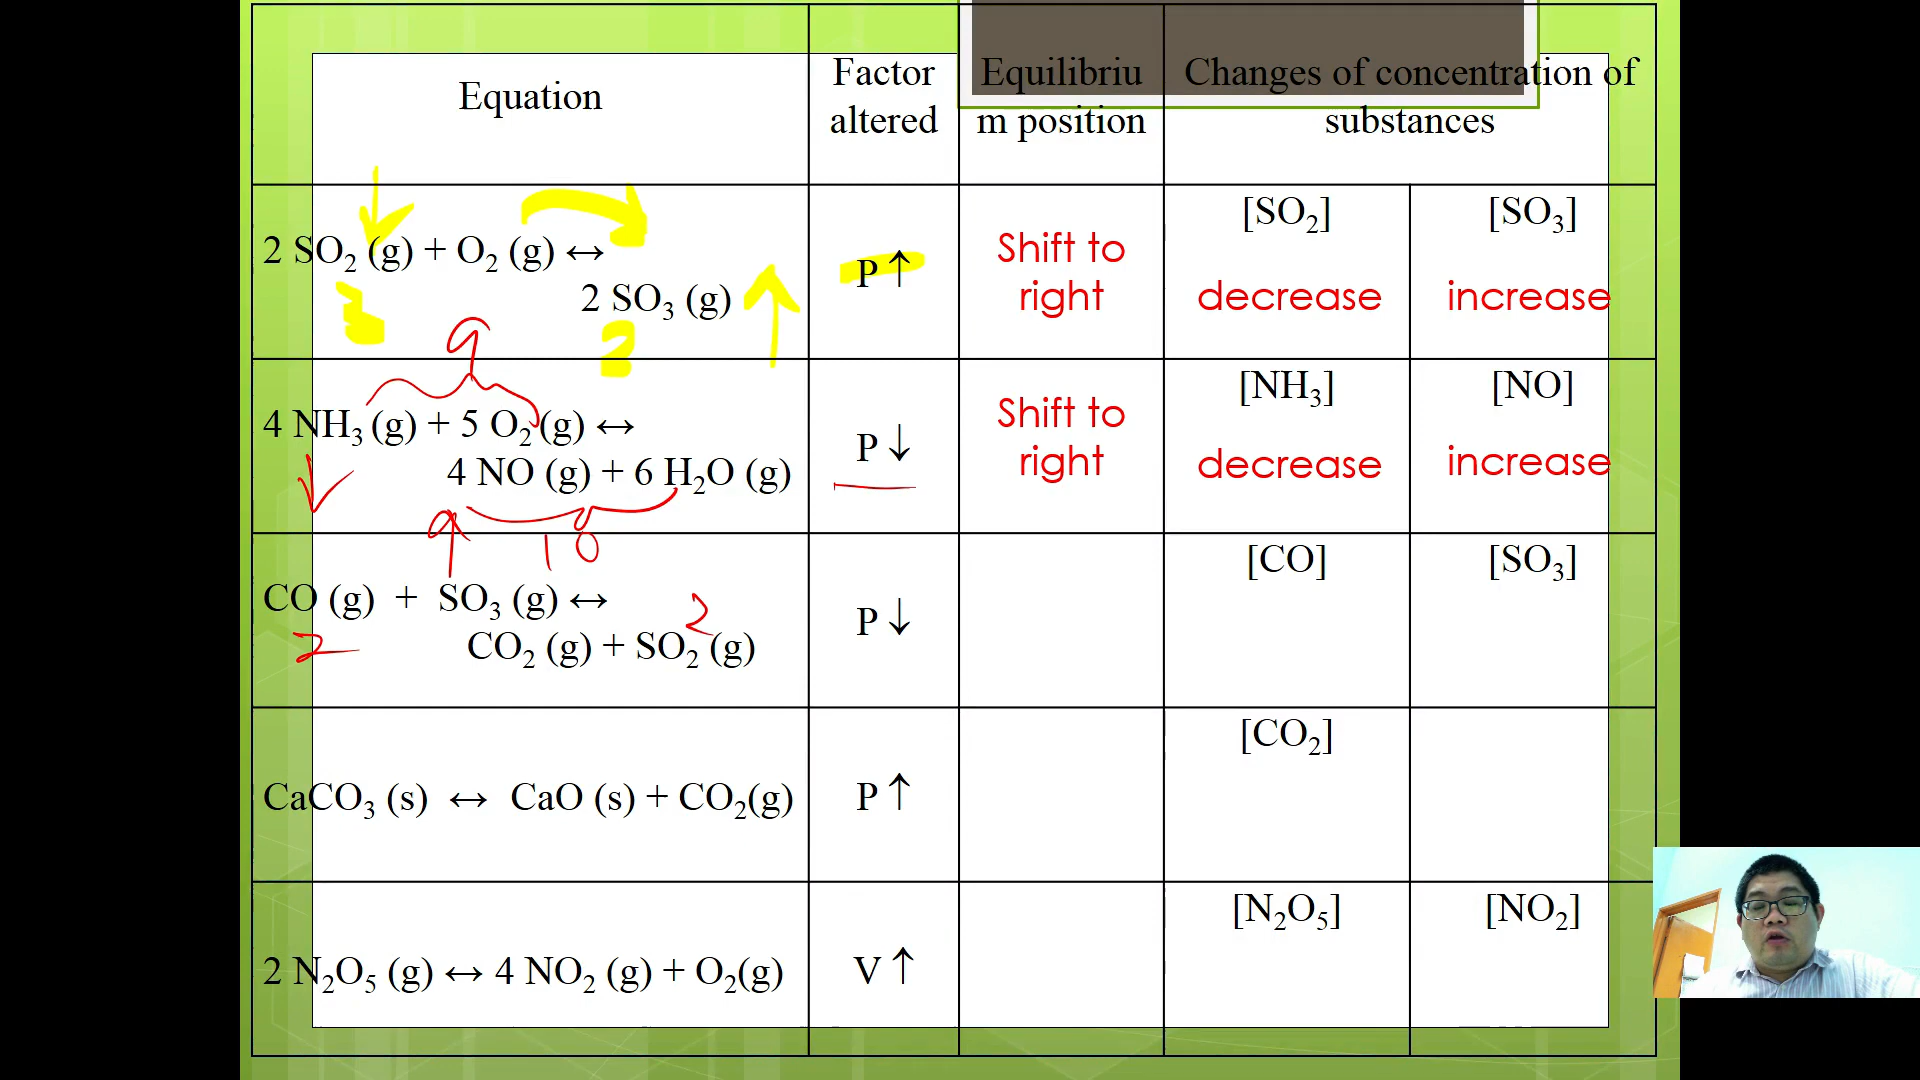 Equation
Factor altered
Equilibriu
m position
Changes of concentration of substances
2 SO₂ (g) + O₂ (g) ↔
2 SO₃ (g)
3
2
P ↑
Shift to right
[SO₂]
decrease
[SO₃]
increase
9
4 NH₃ (g) + 5 O₂ (g) ↔
4 NO (g) + 6 H₂O (g)
10
P ↓
Shift to right
[NH₃]
decrease
[NO]
increase
CO (g) + SO₃ (g) ↔
CO₂ (g) + SO₂ (g)
2
2
P ↓
[CO]
[SO₃]
CaCO₃ (s) ↔ CaO (s) + CO₂(g)
P ↑
[CO₂]
2 N₂O₅ (g) ↔ 4 NO₂ (g) + O₂(g)
V ↑
[N₂O₅]
[NO₂]